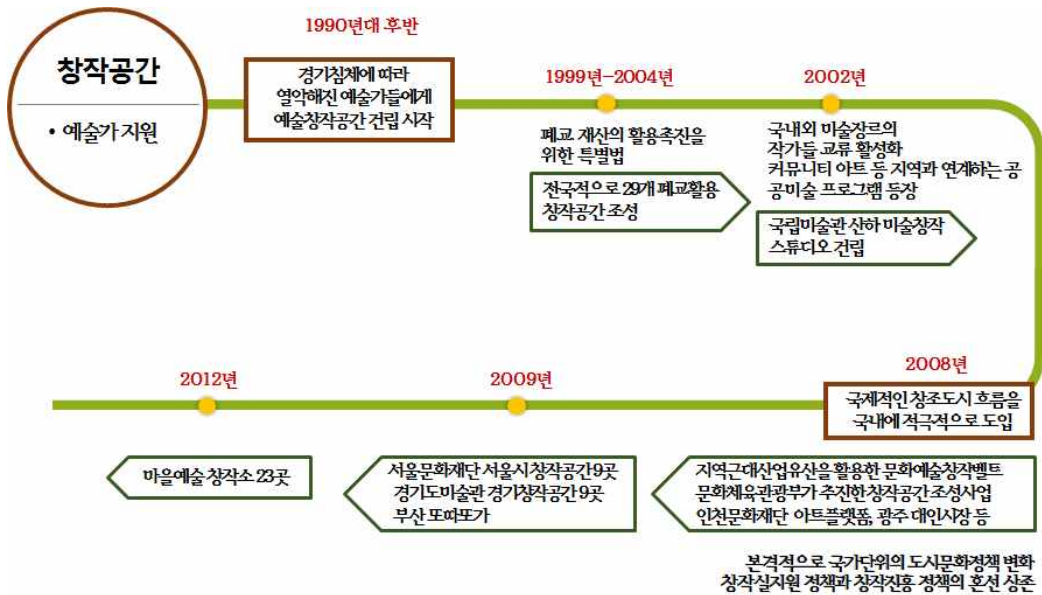 창작공간
• 예술가 지원
1990년대 후반
경기침체에 따라
열악해진 예술가들에게
예술창작공간 건립 시작
1999년-2004년
폐교 재산의 활용촉진을
위한 특별법
전국적으로 29개 폐교활용
창작공간 조성
2002년
국내외 미술장르의
작가들 교류 활성화
커뮤니티 아트 등 지역과 연계하는 공
공미술 프로그램 등장
국립미술관 산하 미술창작
스튜디오 건립
2008년
국제적인 창조도시 흐름을
국내에 적극적으로 도입
지역근대산업유산을 활용한 문화예술창작벨트
문화체육관광부가 추진한 창작공간 조성사업
인천문화재단 아트플랫폼, 광주 대인시장 등
본격적으로 국가단위의 도시문화정책 변화
창작실지원 정책과 창작진흥 정책의 혼선 상존
2009년
서울문화재단 서울시 창작공간 9곳
경기도미술관 경기창작공간 9곳
부산 또따또가
2012년
마을예술 창작소 23곳